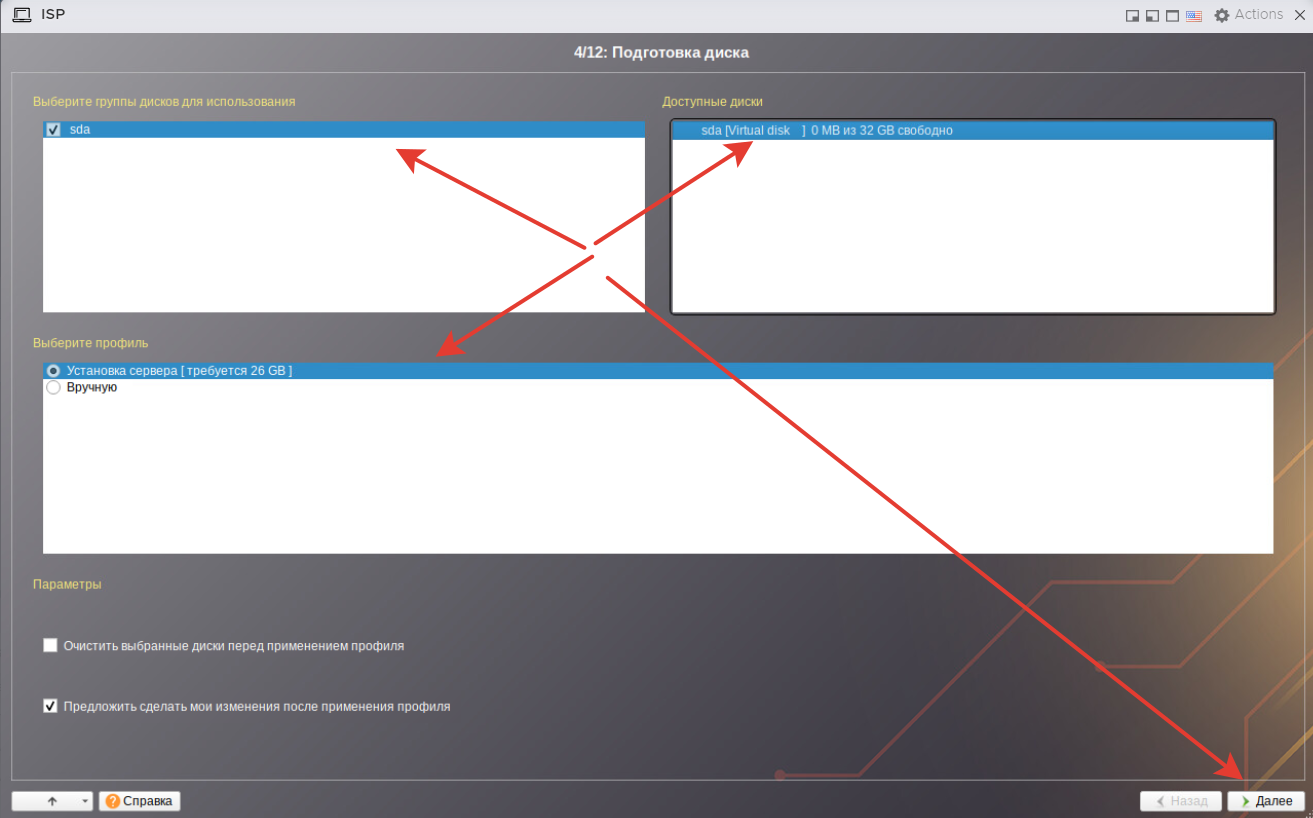 ISP
Actions
4/12: Подготовка диска
Выберите группы дисков для использования
Доступные диски
sda
sda [Virtual disk ] 0 MB из 32 GB свободно
Выберите профиль
Установка сервера [ требуется 26 GB ]
Вручную
Параметры
Очистить выбранные диски перед применением профиля
Предложить сделать мои изменения после применения профиля
? Справка
Назад
Далее